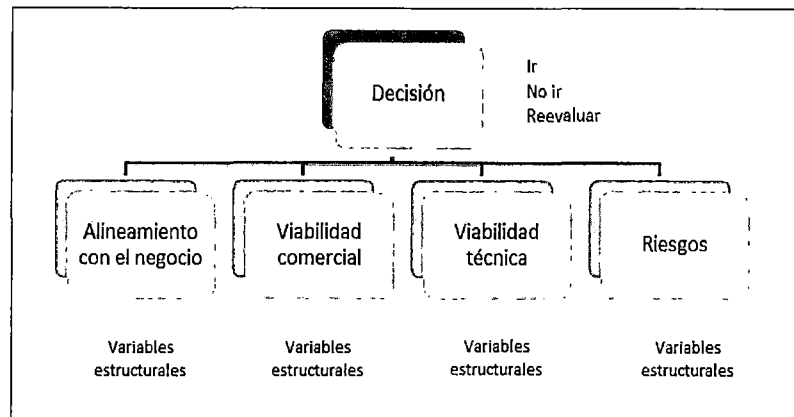 Decisión
Ir
No ir
Reevaluar
Alineamiento
con el negocio
Viabilidad
comercial
Viabilidad
técnica
Riesgos
Variables
estructurales
Variables
estructurales
Variables
estructurales
Variables
estructurales